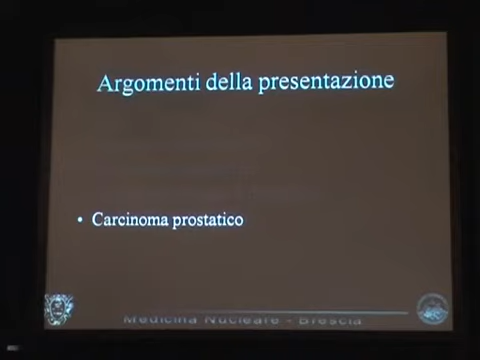 Argomenti della presentazione
• Carcinoma prostatico
Medicina Nucleare - Brescia